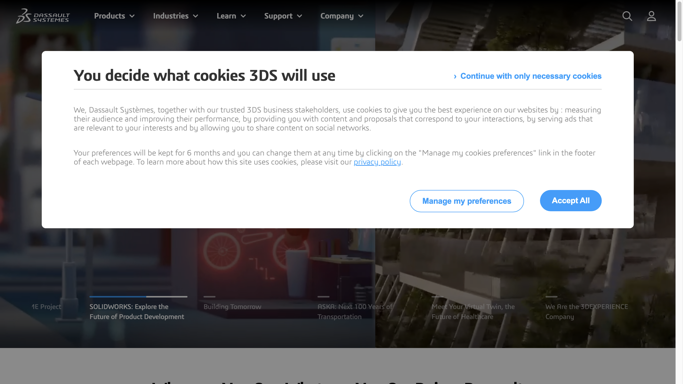 DASSAULT SYSTEMES
Products
Industries
Learn
Support
Company
You decide what cookies 3DS will use
› Continue with only necessary cookies
We, Dassault Systèmes, together with our trusted 3DS business stakeholders, use cookies to give you the best experience on our websites by : measuring
their audience and improving their performance, by providing you with content and proposals that correspond to your interactions, by serving ads that
are relevant to your interests and by allowing you to share content on social networks.
Your preferences will be kept for 6 months and you can change them at any time by clicking on the "Manage my cookies preferences" link in the footer
of each webpage. To learn more about how this site uses cookies, please visit our privacy policy.
Manage my preferences
Accept All
Project
SOLIDWORKS: Explore the
Future of Product Development
Building Tomorrow
ASKA: Next 100 Years of
Transportation
Meet Your Virtual Twin, the
Future of Healthcare
We Are the 3DEXPERIENCE
Company